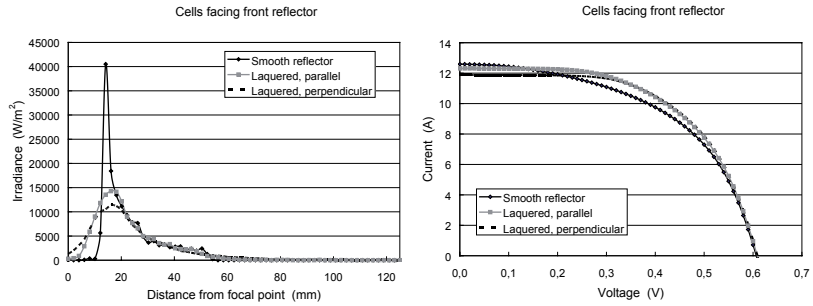 Cells facing front reflector
45000
40000
35000
30000
25000
20000
15000
10000
5000
0
Irradiance (W/m²)
0 20 40 60 80 100 120
Distance from focal point (mm)
Smooth reflector
Laquered, parallel
Laquered, perpendicular
Cells facing front reflector
14
12
10
8
6
4
2
0
Current (A)
0,0 0,1 0,2 0,3 0,4 0,5 0,6 0,7
Voltage (V)
Smooth reflector
Laquered, parallel
Laquered, perpendicular